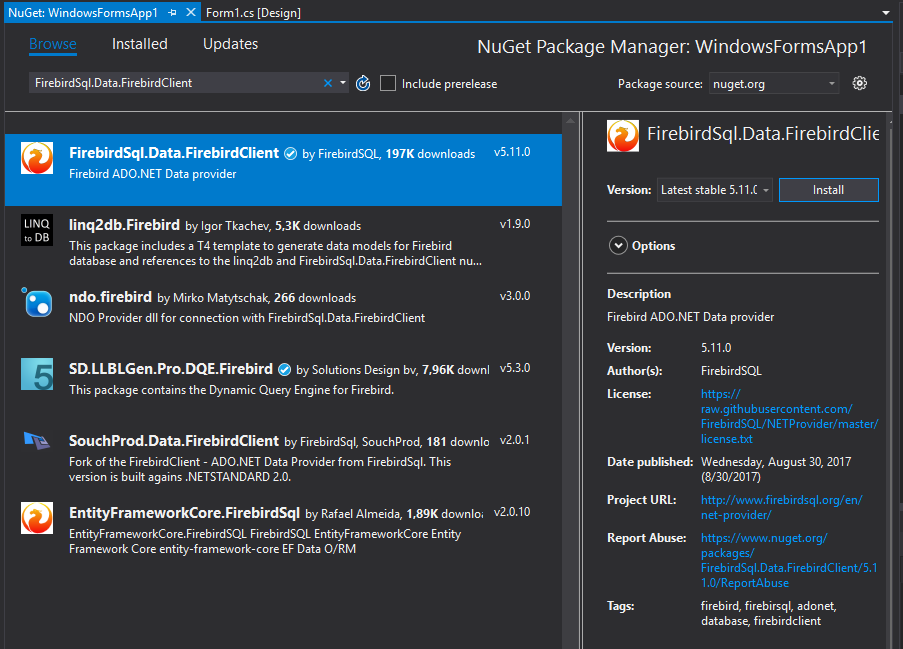 NuGet: WindowsFormsApp1
Form1.cs [Design]
Browse
Installed
Updates
NuGet Package Manager: WindowsFormsApp1
FirebirdSql.Data.FirebirdClient
Include prerelease
Package source: nuget.org
FirebirdSql.Data.FirebirdClient by FirebirdSQL, 197K downloads v5.11.0
Firebird ADO.NET Data provider
LINQ
to DB
linq2db.Firebird by Igor Tkachev, 5,3K downloads v1.9.0
This package includes a T4 template to generate data models for Firebird
database and references to the linq2db and FirebirdSql.Data.FirebirdClient nu...
ndo.firebird by Mirko Matytschak, 266 downloads v3.0.0
NDO Provider dll for connection with FirebirdSql.Data.FirebirdClient
5
SD.LLBLGen.Pro.DQE.Firebird by Solutions Design bv, 7,96K downl v5.3.0
This package contains the Dynamic Query Engine for Firebird.
SouchProd.Data.FirebirdClient by FirebirdSql, SouchProd, 181 downlo v2.0.1
Fork of the FirebirdClient - ADO.NET Data Provider from FirebirdSql. This
version is built agains .NETSTANDARD 2.0.
EntityFrameworkCore.FirebirdSql by Rafael Almeida, 1,89K downloa v2.0.10
EntityFrameworkCore.FirebirdSQL FirebirdSQL EntityFrameworkCore Entity
Framework Core entity-framework-core EF Data O/RM
FirebirdSql.Data.FirebirdClie
Version: Latest stable 5.11.0 Install
Options
Description
Firebird ADO.NET Data provider
Version: 5.11.0
Author(s): FirebirdSQL
License: https://
raw.githubusercontent.com/
FirebirdSQL/NETProvider/master/
license.txt
Date published: Wednesday, August 30, 2017
(8/30/2017)
Project URL: http://www.firebirdsql.org/en/
net-provider/
Report Abuse: https://www.nuget.org/
packages/
FirebirdSql.Data.FirebirdClient/5.1
1.0/ReportAbuse
Tags: firebird, firebirsql, adonet,
database, firebirdclient